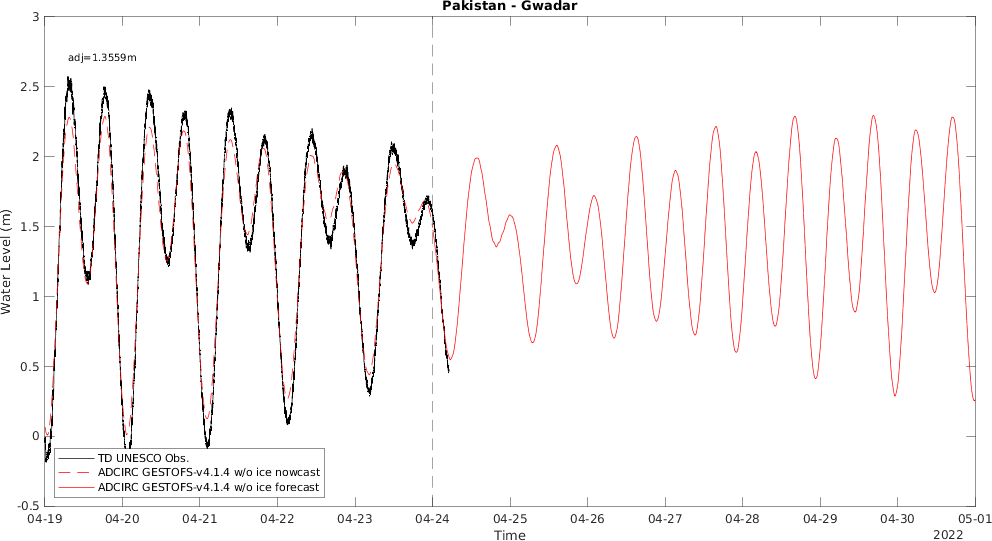 Pakistan - Gwadar
adj=1.3559m
3
2.5
2
1.5
1
0.5
0
-0.5
Water Level (m)
TD UNESCO Obs.
ADCIRC GESTOFS-v4.1.4 w/o ice nowcast
ADCIRC GESTOFS-v4.1.4 w/o ice forecast
04-19 04-20 04-21 04-22 04-23 04-24 04-25 04-26 04-27 04-28 04-29 04-30 05-01
Time
2022